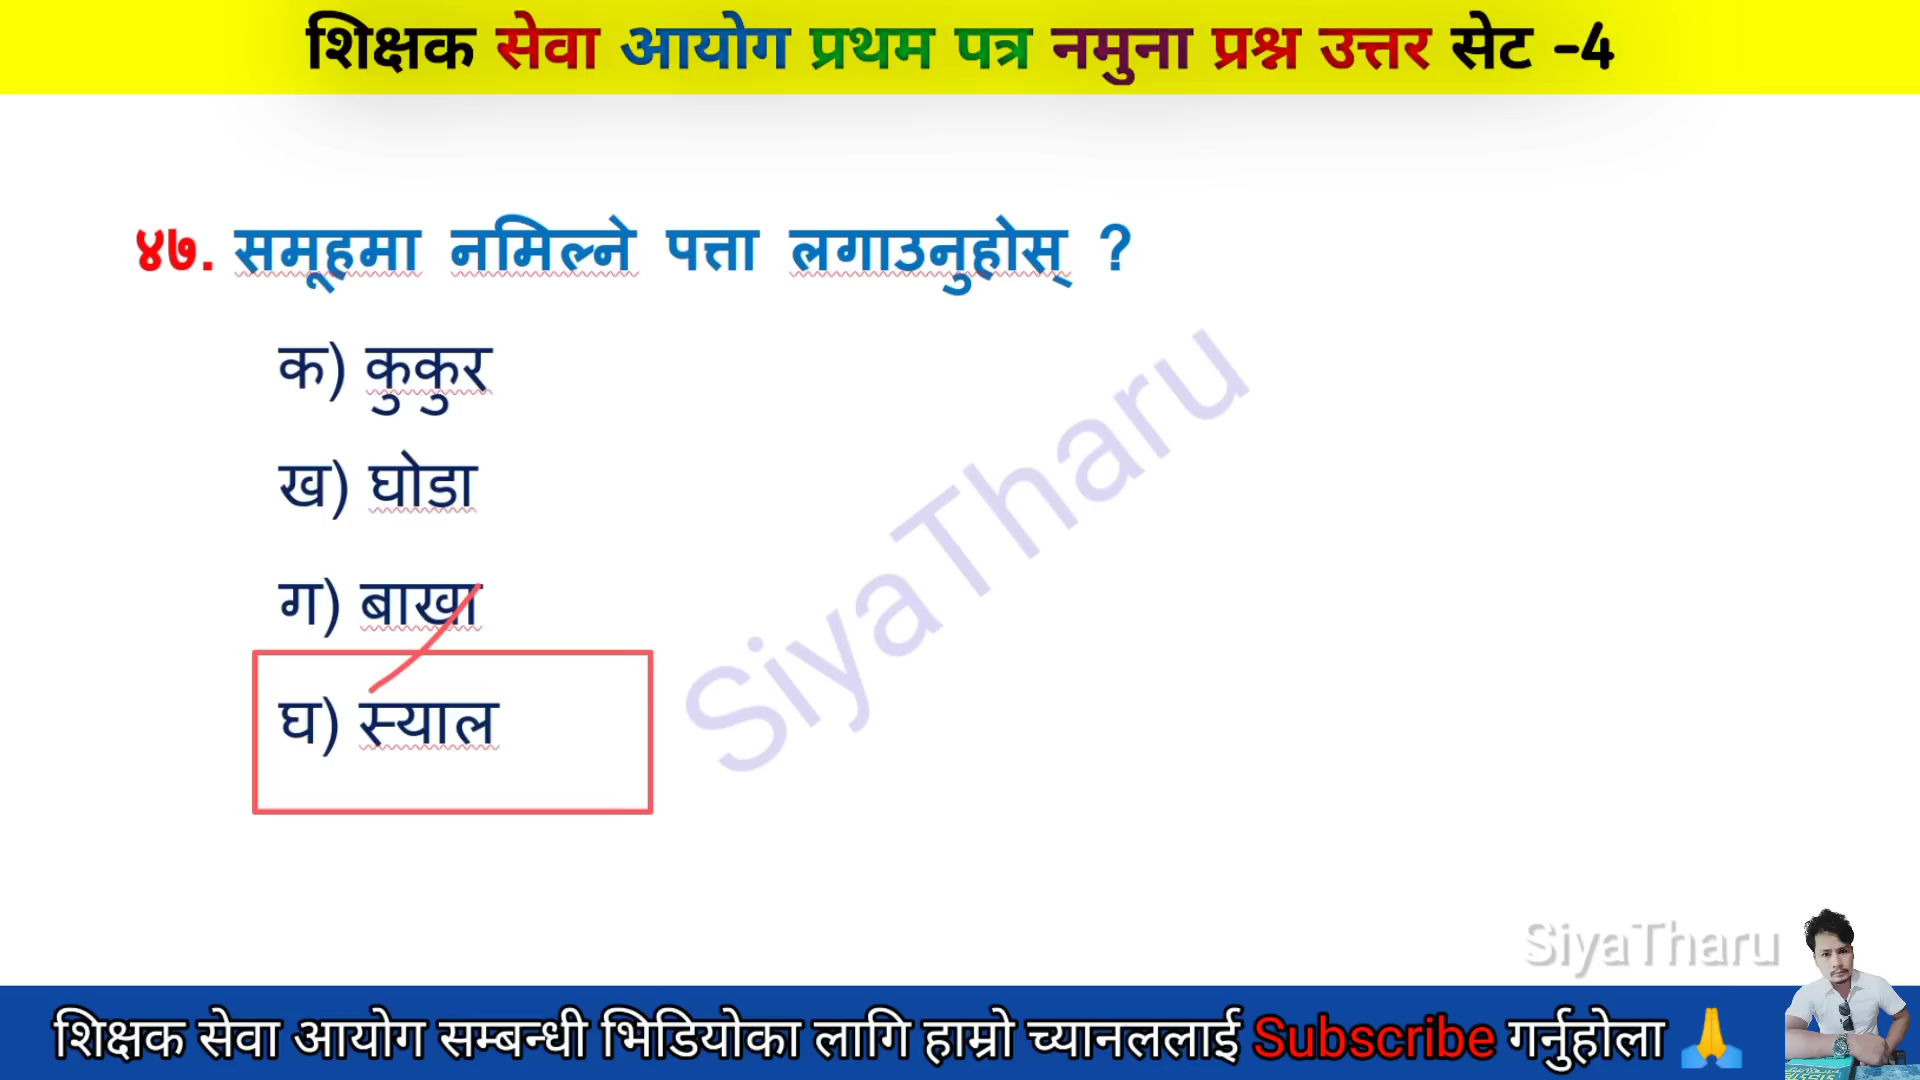 शिक्षक सेवा आयोग प्रथम पत्र नमुना प्रश्न उत्तर सेट -4
४७. समूहमा नमिल्ने पत्ता लगाउनुहोस् ?
क) कुकुर
ख) घोडा
ग) बाखा
घ) स्याल
SiyaTharu
SiyaTharu
शिक्षक सेवा आयोग सम्बन्धी भिडियोका लागि हाम्रो च्यानललाई Subscribe गर्नुहोला 🙏